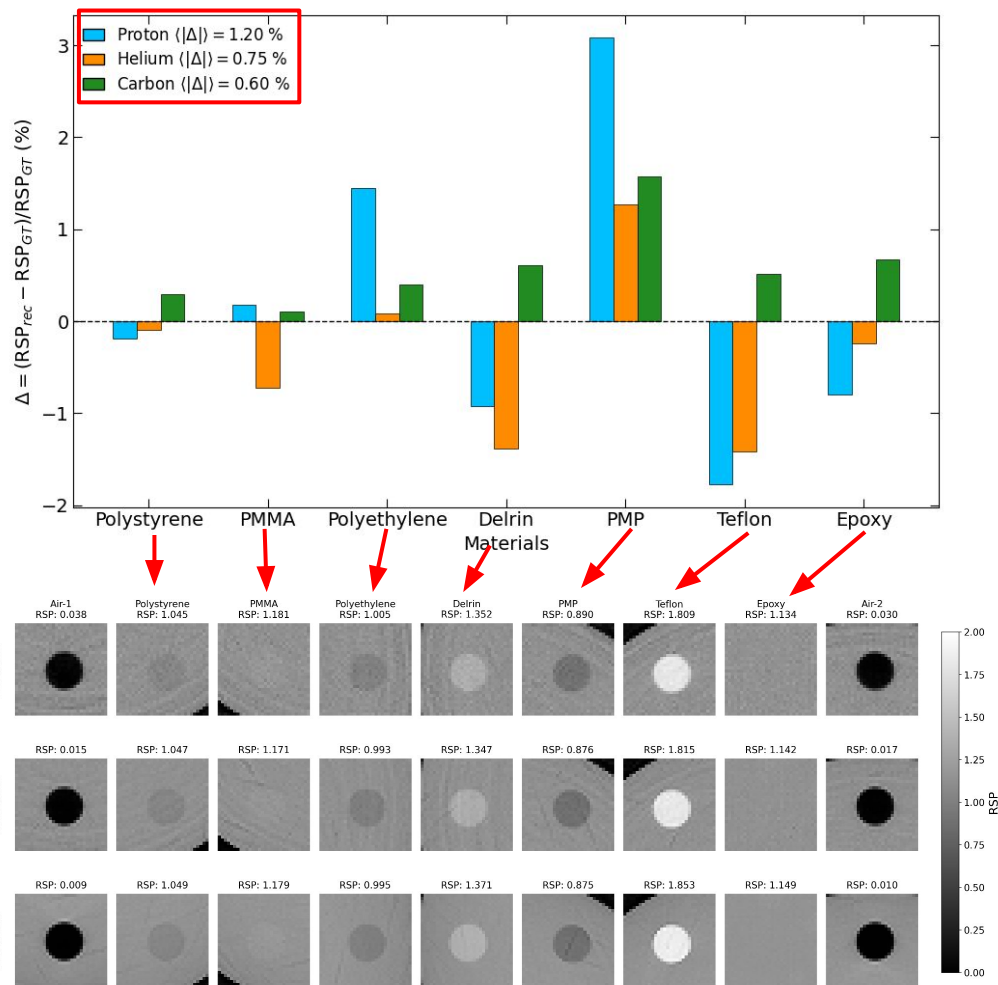 Proton ⟨|Δ|⟩ = 1.20 %
Helium ⟨|Δ|⟩ = 0.75 %
Carbon ⟨|Δ|⟩ = 0.60 %
Δ = (RSP_rec − RSP_GT)/RSP_GT (%)
3
2
1
0
−1
−2
Polystyrene PMMA Polyethylene Delrin PMP Teflon Epoxy
Materials
Air-1 Polystyrene PMMA Polyethylene Delrin PMP Teflon Epoxy Air-2
RSP: 0.038 RSP: 1.045 RSP: 1.181 RSP: 1.005 RSP: 1.352 RSP: 0.890 RSP: 1.809 RSP: 1.134 RSP: 0.030
RSP: 0.015 RSP: 1.047 RSP: 1.171 RSP: 0.993 RSP: 1.347 RSP: 0.876 RSP: 1.815 RSP: 1.142 RSP: 0.017
RSP: 0.009 RSP: 1.049 RSP: 1.179 RSP: 0.995 RSP: 1.371 RSP: 0.875 RSP: 1.853 RSP: 1.149 RSP: 0.010
2.00
1.75
1.50
1.25
1.00
0.75
0.50
0.25
0.00
RSP